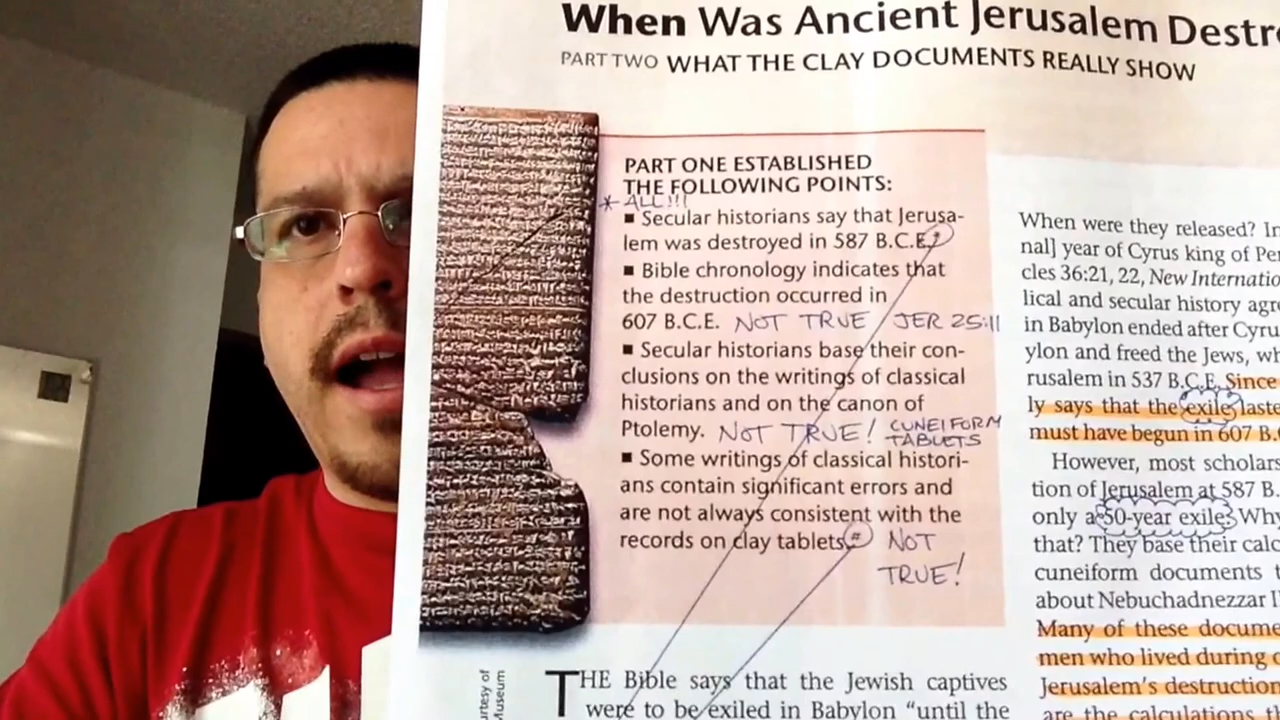 When Was Ancient Jerusalem
PART TWO WHAT THE CLAY DOCUMENTS REALLY SHOW
PART ONE ESTABLISHED
THE FOLLOWING POINTS:
* ALL!!!
■ Secular historians say that Jerusa-
lem was destroyed in 587 B.C.E.*
■ Bible chronology indicates that
the destruction occurred in
607 B.C.E. NOT TRUE JER 25:11
■ Secular historians base their con-
clusions on the writings of classical
historians and on the canon of
Ptolemy. NOT TRUE! CUNEIFORM
TABLETS
■ Some writings of classical histori-
ans contain significant errors and
are not always consistent with the
records on clay tablets.# NOT
TRUE!
THE Bible says that the Jewish captives
were to be exiled in Babylon "until the
When were they released? In
nal] year of Cyrus king of
cles 36:21, 22, New
lical and secular history
in Babylon ended after
ylon and freed the Jews,
rusalem in 537 B.C.E. Since
ly says that the exile
must have begun in 607
However, most scholars
tion of Jerusalem at 587
only a 50-year exile. Why
that? They base their
cuneiform documents
about Nebuchadnezzar
Many of these
men who lived during
Jerusalem's destruction
are the calculations